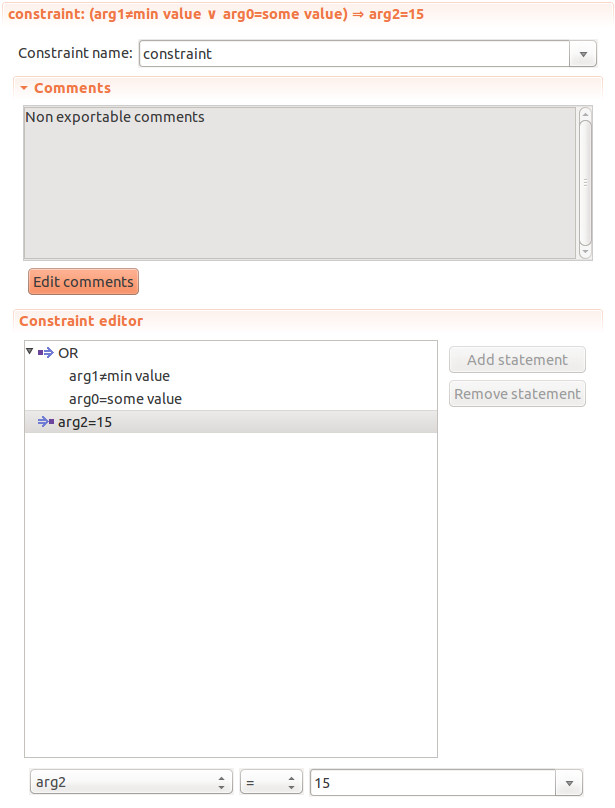 constraint: (arg1≠min value ∨ arg0=some value) ⇒ arg2=15
Constraint name: constraint
Comments
Non exportable comments
Edit comments
Constraint editor
OR
Add statement
arg1≠min value
arg0=some value
Remove statement
arg2=15
arg2 = 15